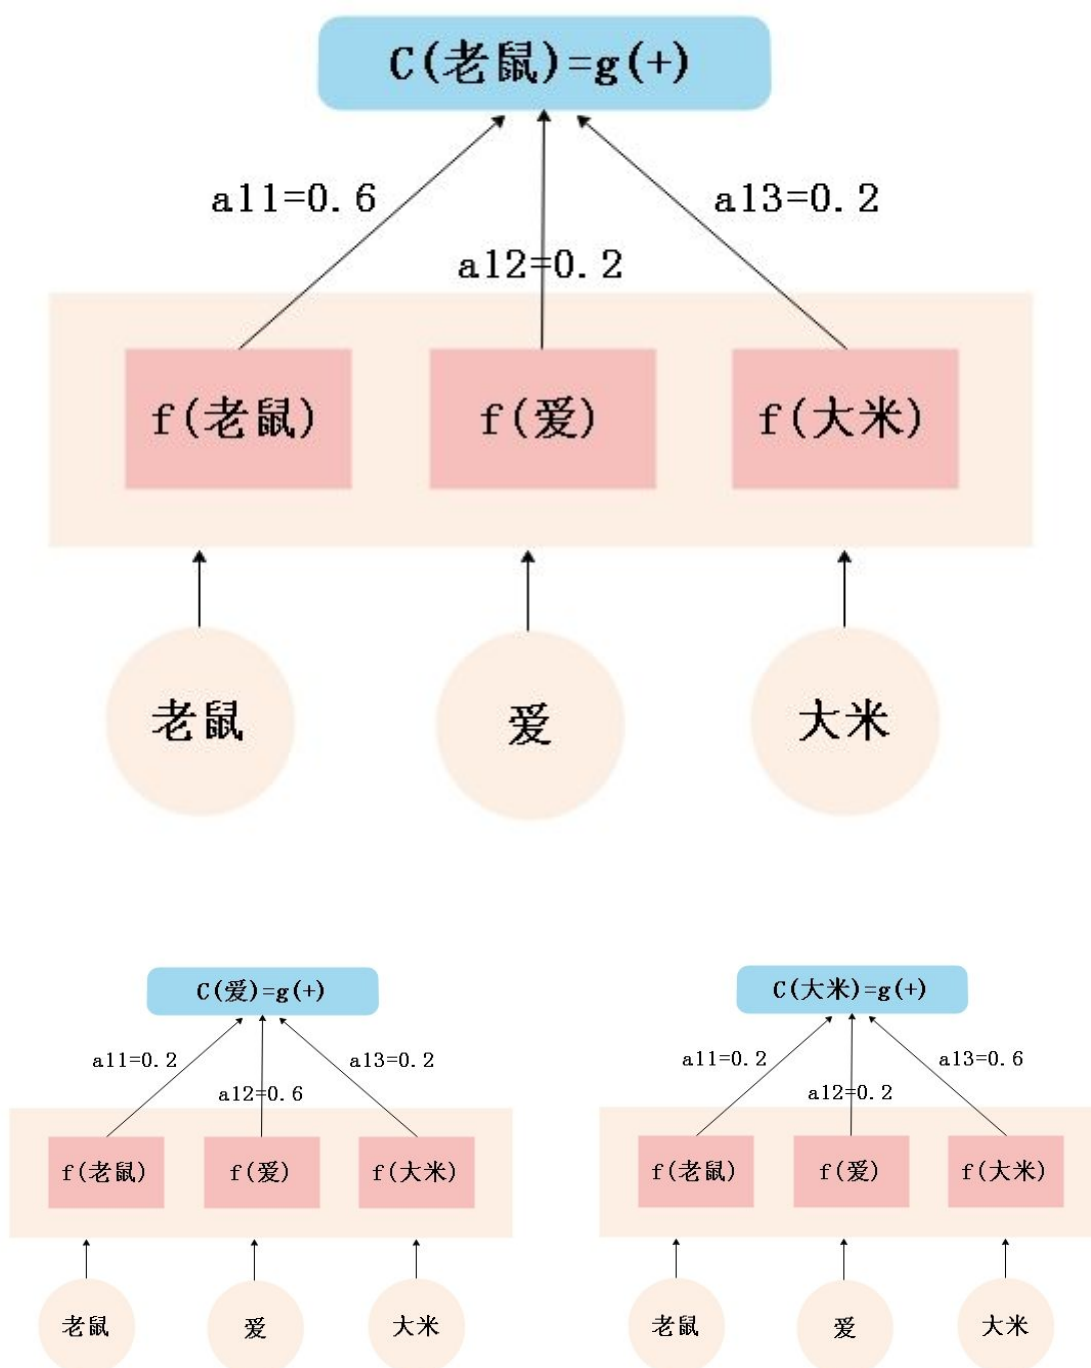 C(老鼠)=g(+)
a11=0.6
a13=0.2
a12=0.2
f(老鼠)
f(爱)
f(大米)
老鼠
爱
大米
C(爱)=g(+)
a11=0.2
a13=0.2
a12=0.6
f(老鼠)
f(爱)
f(大米)
老鼠
爱
大米
C(大米)=g(+)
a11=0.2
a13=0.6
a12=0.2
f(老鼠)
f(爱)
f(大米)
老鼠
爱
大米